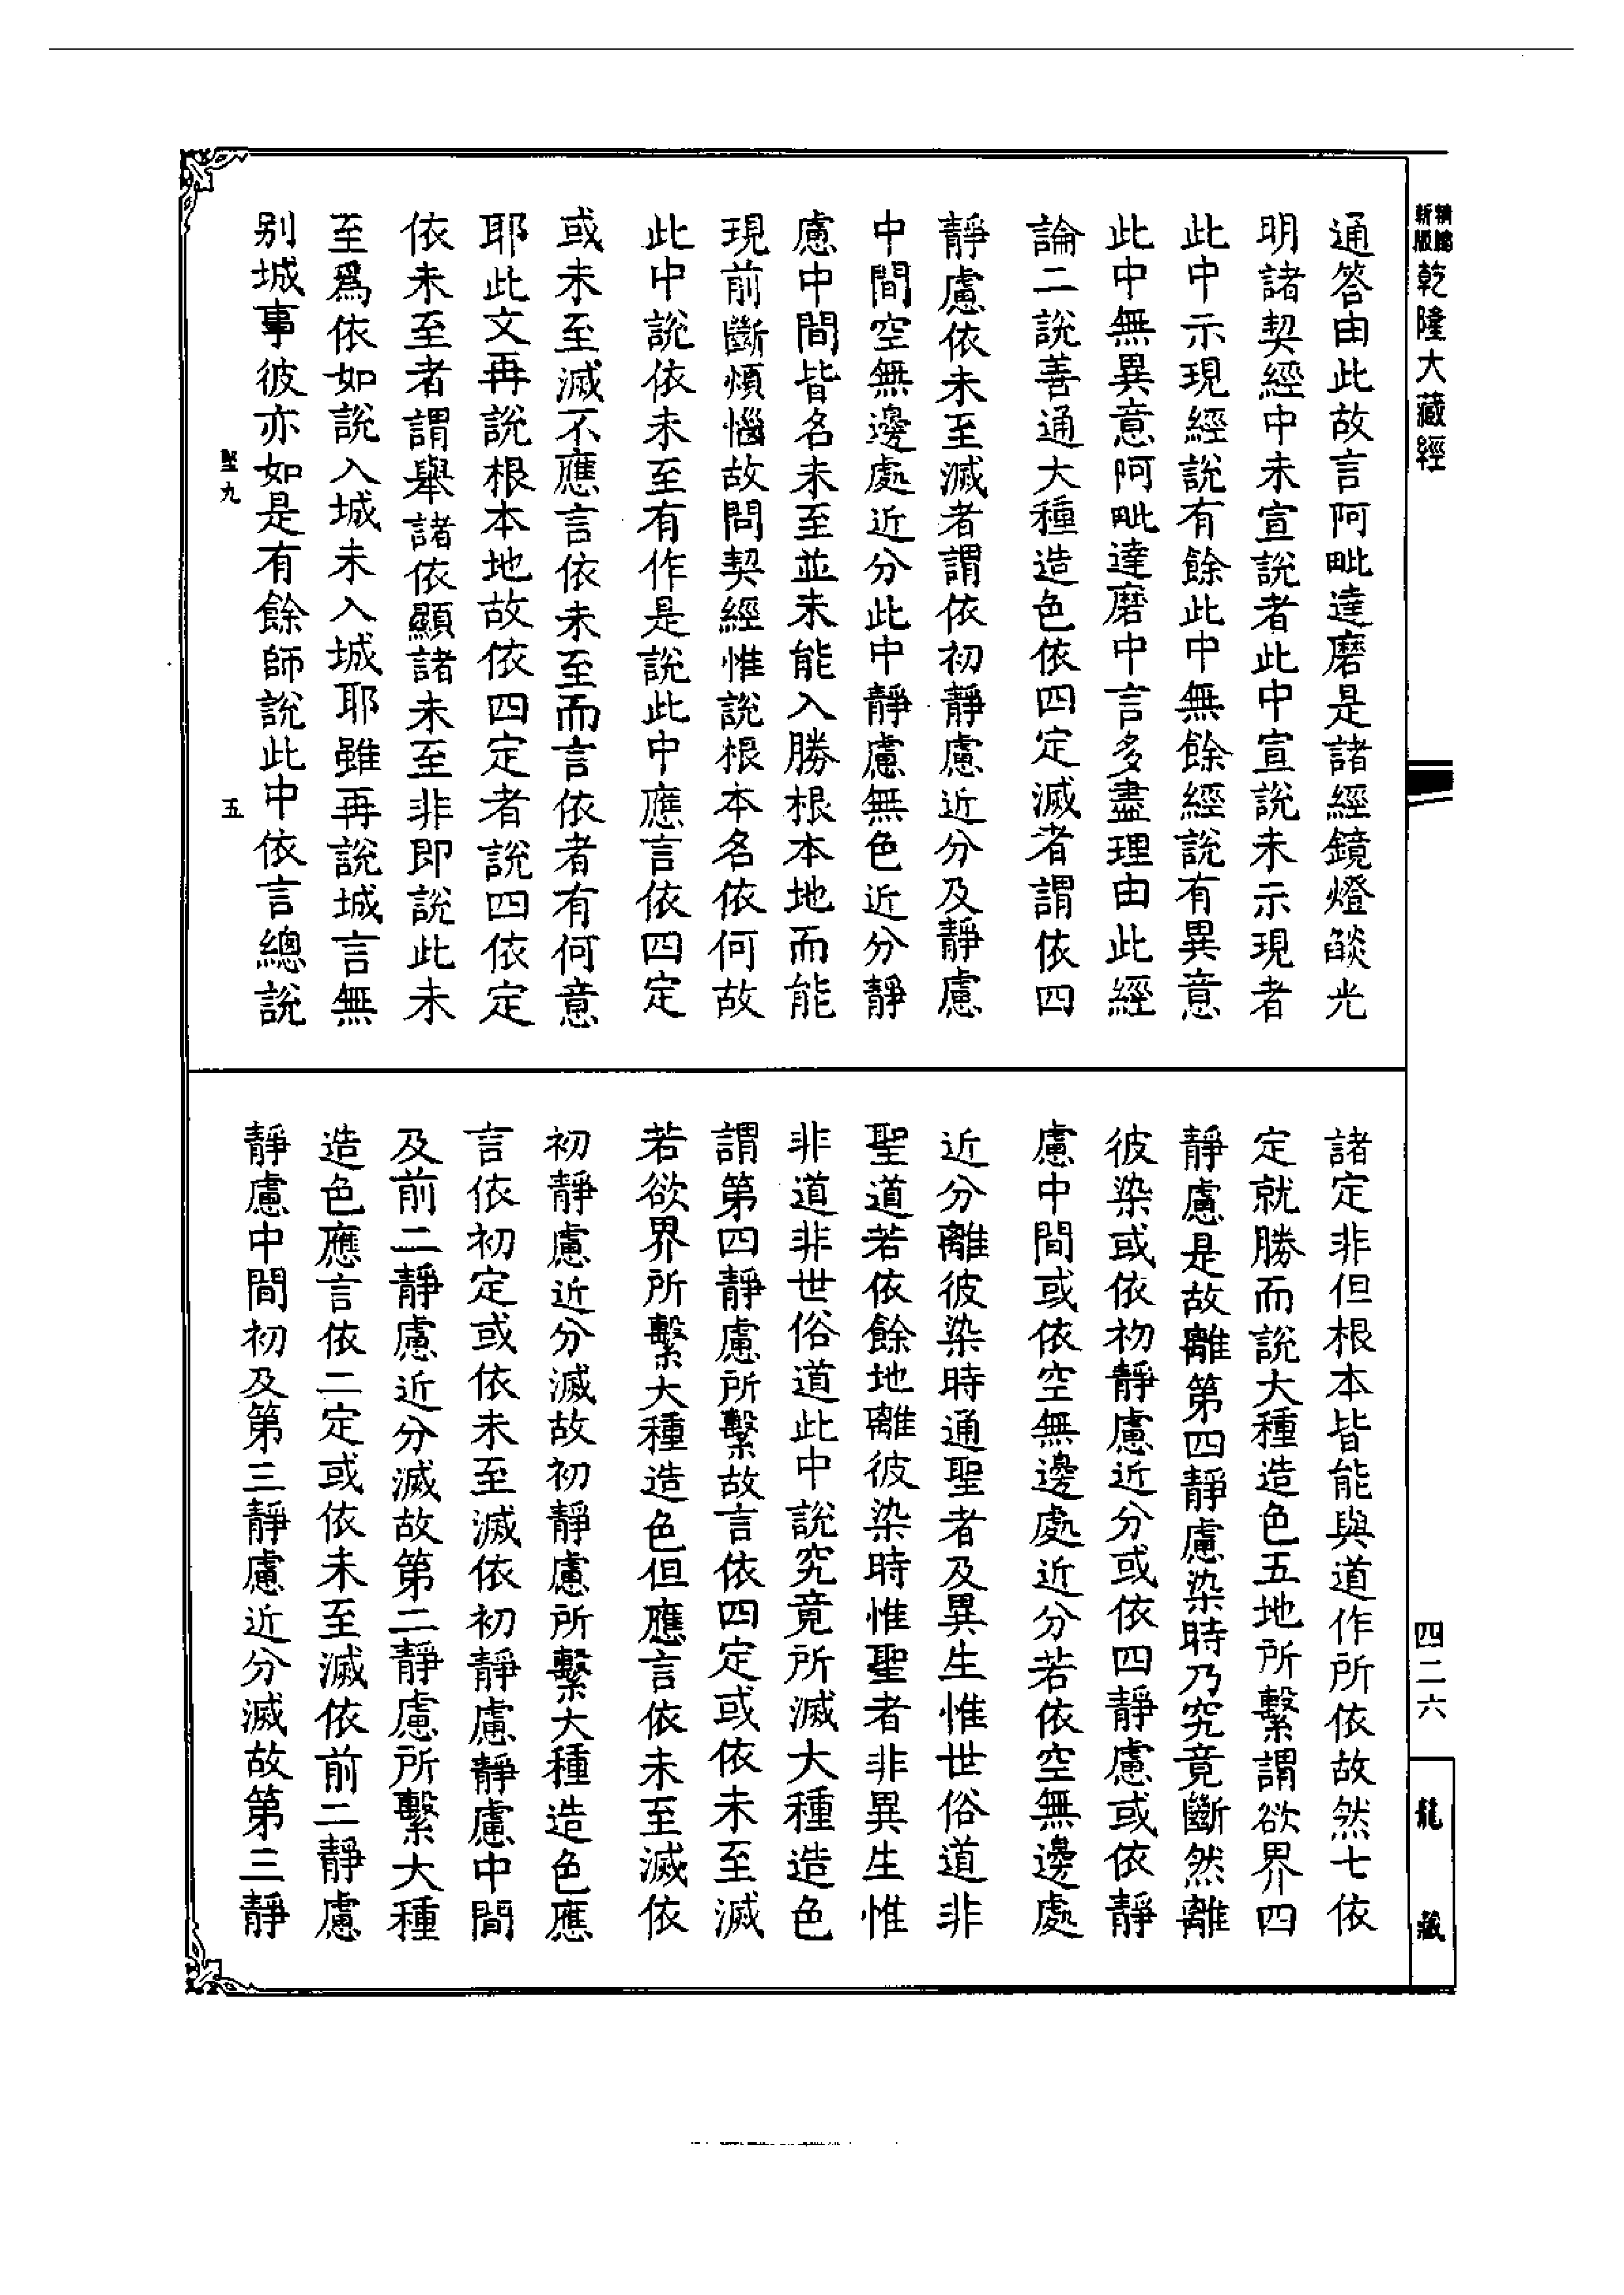 新版精縮乾隆大藏經
四二六
龍藏
通答由此故言阿毗達磨是諸經鏡燈燄光
明諸契經中未宣說者此中宣說未示現者
此中示現經說有餘此中無餘經說有異意
此中無異意阿毗達磨中言多盡理由此經
論二說善通大種造色依四定滅者謂依四
靜慮依未至滅者謂依初靜慮近分及靜慮
中間空無邊處近分此中靜慮無色近分靜
慮中間皆名未至並未能入勝根本地而能
現前斷煩惱故問契經惟說根本名依何故
此中說依未至有作是說此中應言依四定
或未至滅不應言依未至而言依者有何意
耶此文再說根本地故依四定者說四依定
依未至者謂舉諸依顯諸未至非即說此未
至爲依如說入城未入城耶雖再說城言無
别城事彼亦如是有餘師說此中依言總說
堅九
五
諸定非但根本皆能與道作所依故然七依
定就勝而說大種造色五地所繫謂欲界四
靜慮是故離第四靜慮染時乃究竟斷然離
彼染或依初靜慮近分或依四靜慮或依靜
慮中間或依空無邊處近分若依空無邊處
近分離彼染時通聖者及異生惟世俗道非
聖道若依餘地離彼染時惟聖者非異生惟
非道非世俗道此中說究竟所滅大種造色
謂第四靜慮所繫故言依四定或依未至滅
若欲界所繫大種造色但應言依未至滅依
初靜慮近分滅故初靜慮所繫大種造色應
言依初定或依未至滅依初靜慮靜慮中間
及前二靜慮近分滅故第二靜慮所繫大種
造色應言依二定或依未至滅依前二靜慮
靜慮中間初及第三靜慮近分滅故第三靜